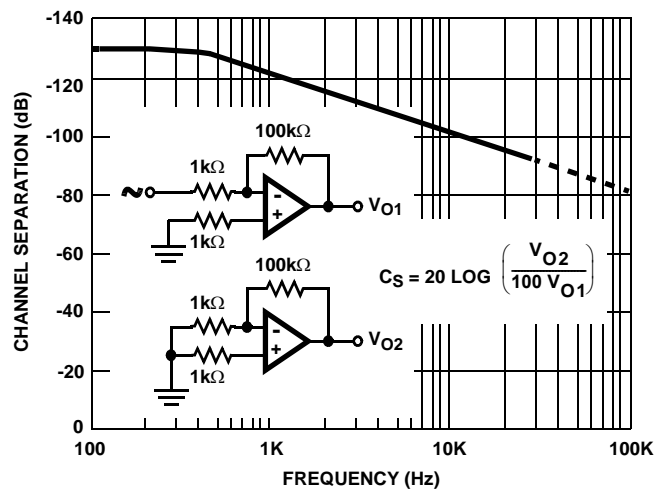 CHANNEL SEPARATION (dB)
-140
-120
-100
-80
-60
-40
-20
0
100
1K
10K
100K
FREQUENCY (Hz)
100kΩ
1kΩ
-
+
1kΩ
VO1
100kΩ
1kΩ
-
+
1kΩ
VO2
CS = 20 LOG (VO2 / 100 VO1)